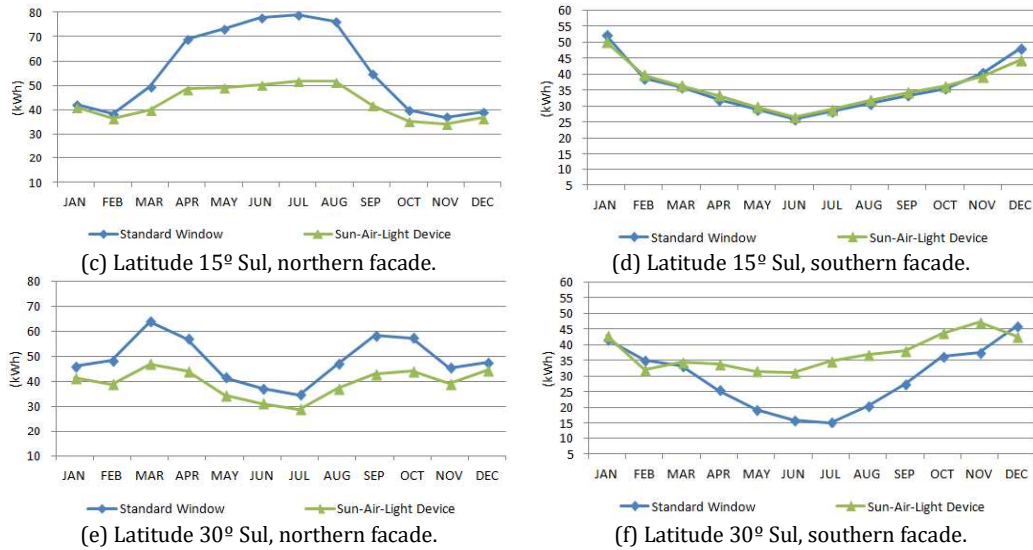 80
70
60
50
40
30
20
10
(kWh)
JAN FEB MAR APR MAY JUN JUL AUG SEP OCT NOV DEC
Standard Window Sun-Air-Light Device
(c) Latitude 15º Sul, northern facade.
60
55
50
45
40
35
30
25
20
15
10
5
(kWh)
JAN FEB MAR APR MAY JUN JUL AUG SEP OCT NOV DEC
Standard Window Sun-Air-Light Device
(d) Latitude 15º Sul, southern facade.
80
70
60
50
40
30
20
10
(kWh)
JAN FEB MAR APR MAY JUN JUL AUG SEP OCT NOV DEC
Standard Window Sun-Air-Light Device
(e) Latitude 30º Sul, northern facade.
60
55
50
45
40
35
30
25
20
15
10
5
(kWh)
JAN FEB MAR APR MAY JUN JUL AUG SEP OCT NOV DEC
Standard Window Sun-Air-Light Device
(f) Latitude 30º Sul, southern facade.